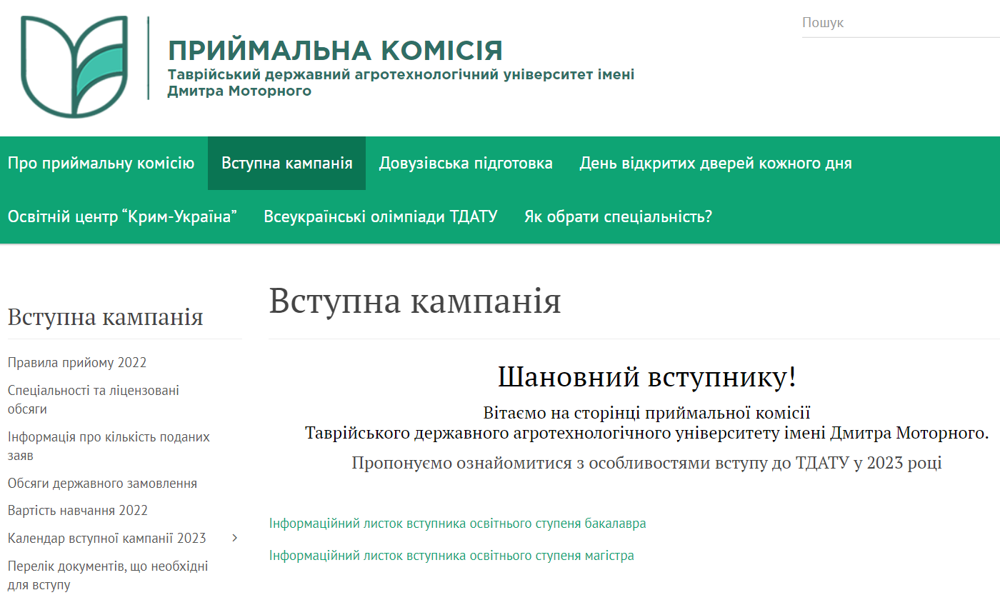 Пошук
ПРИЙМАЛЬНА КОМІСІЯ
Таврійський державний агротехнологічний університет імені
Дмитра Моторного
Про приймальну комісію
Вступна кампанія
Довузівська підготовка
День відкритих дверей кожного дня
Освітній центр “Крим-Україна”
Всеукраїнські олімпіади ТДАТУ
Як обрати спеціальність?
Вступна кампанія
Правила прийому 2022
Спеціальності та ліцензовані
обсяги
Інформація про кількість поданих
заяв
Обсяги державного замовлення
Вартість навчання 2022
Календар вступної кампанії 2023
Перелік документів, що необхідні
для вступу
Вступна кампанія
Шановний вступнику!
Вітаємо на сторінці приймальної комісії
Таврійського державного агротехнологічного університету імені Дмитра Моторного.
Пропонуємо ознайомитися з особливостями вступу до ТДАТУ у 2023 році
Інформаційний листок вступника освітнього ступеня бакалавра
Інформаційний листок вступника освітнього ступеня магістра